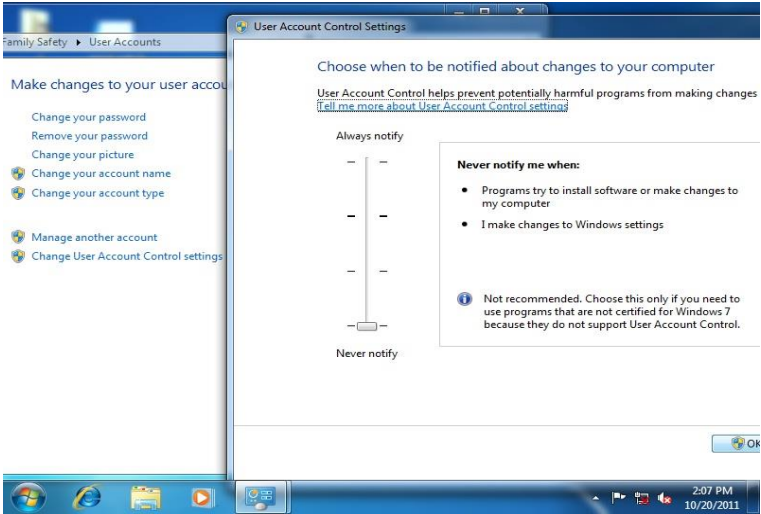 Family Safety ▸ User Accounts
Make changes to your user accou
Change your password
Remove your password
Change your picture
Change your account name
Change your account type
Manage another account
Change User Account Control settings
User Account Control Settings
Choose when to be notified about changes to your computer
User Account Control helps prevent potentially harmful programs from making changes
Tell me more about User Account Control settings
Always notify
Never notify
Never notify me when:
• Programs try to install software or make changes to
my computer
• I make changes to Windows settings
Not recommended. Choose this only if you need to
use programs that are not certified for Windows 7
because they do not support User Account Control.
OK
2:07 PM
10/20/2011